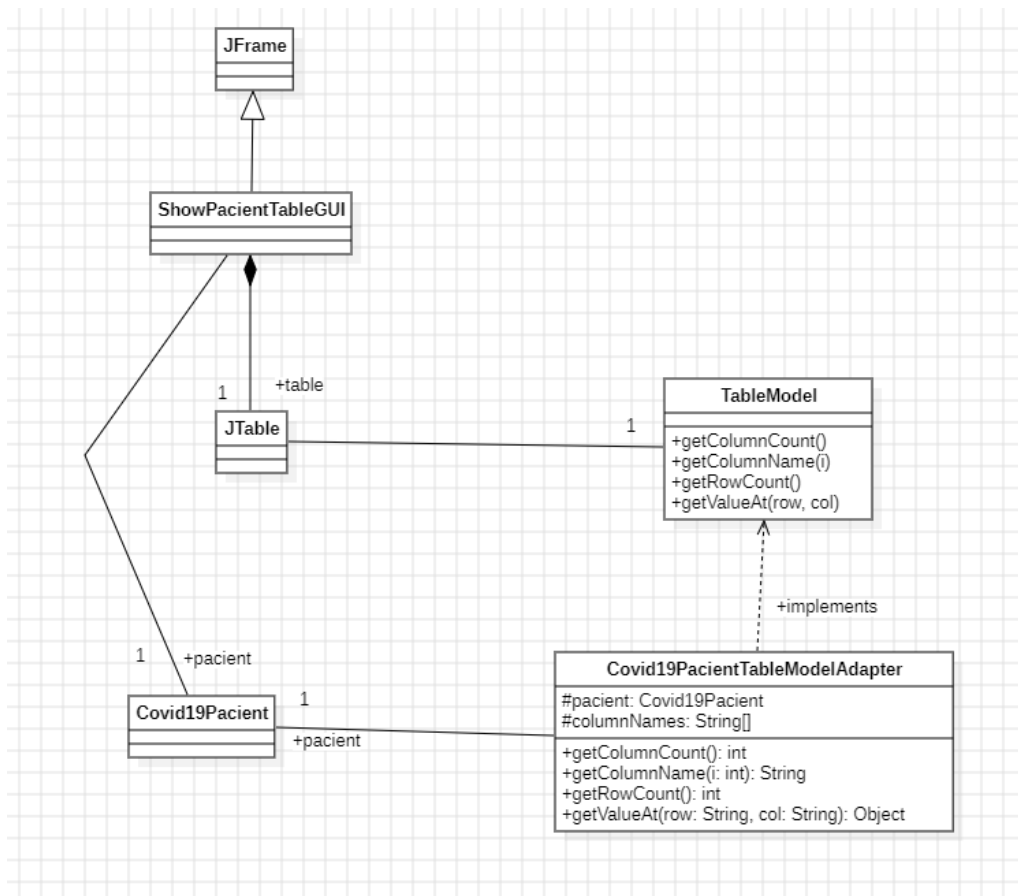 JFrame
ShowPacientTableGUI
1
+table
JTable
1
TableModel
+getColumnCount()
+getColumnName(i)
+getRowCount()
+getValueAt(row, col)
+implements
1
+pacient
Covid19Pacient
1
+pacient
Covid19PacientTableModelAdapter
#pacient: Covid19Pacient
#columnNames: String[]
+getColumnCount(): int
+getColumnName(i: int): String
+getRowCount(): int
+getValueAt(row: String, col: String): Object